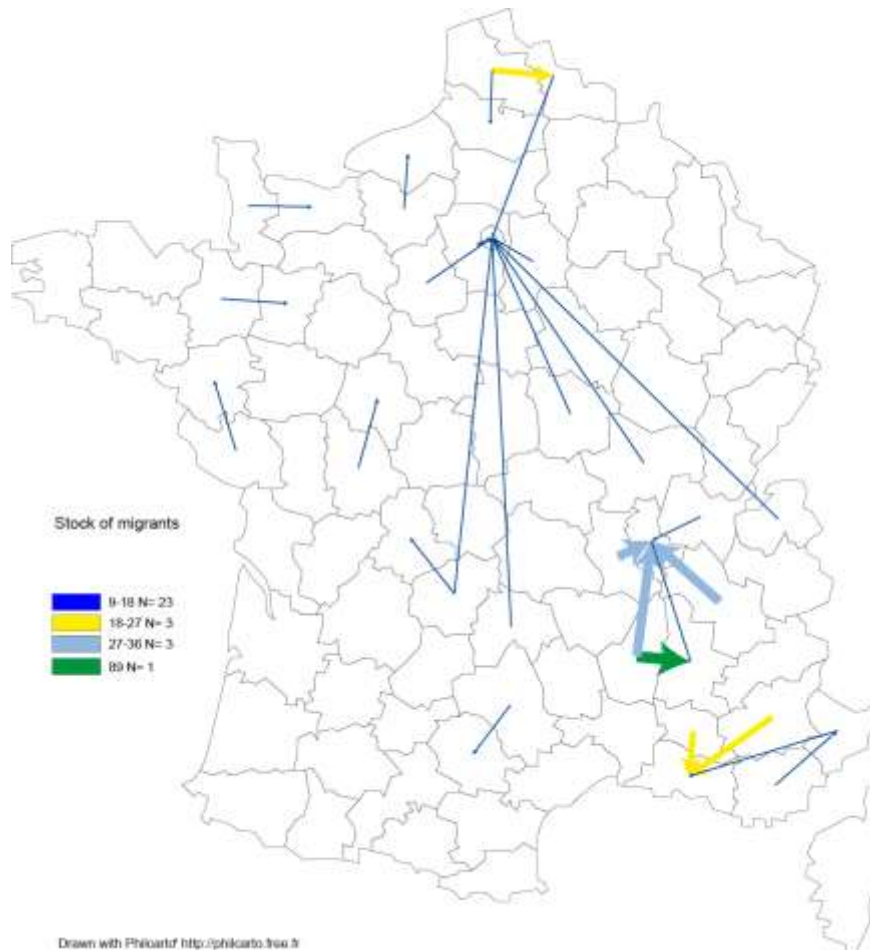 Stock of migrants
9-18 N= 23
18-27 N= 3
27-36 N= 3
89 N= 1
Drawn with Philcarto* http://philcarto.free.fr